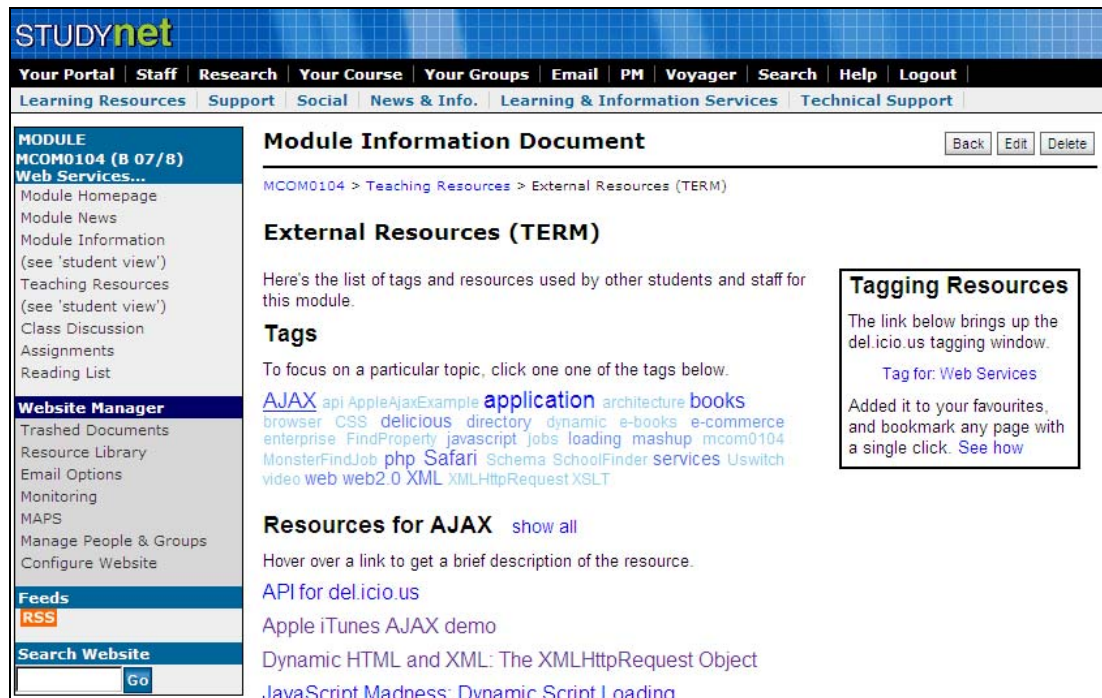 STUDYnet
Your Portal | Staff | Research | Your Course | Your Groups | Email | PM | Voyager | Search | Help | Logout |
Learning Resources | Support | Social | News & Info. | Learning & Information Services | Technical Support |
MODULE
MCOM0104 (B 07/8)
Web Services...
Module Homepage
Module News
Module Information
(see 'student view')
Teaching Resources
(see 'student view')
Class Discussion
Assignments
Reading List
Website Manager
Trashed Documents
Resource Library
Email Options
Monitoring
MAPS
Manage People & Groups
Configure Website
Feeds
RSS
Search Website
Go
Module Information Document
Back Edit Delete
MCOM0104 > Teaching Resources > External Resources (TERM)
External Resources (TERM)
Here's the list of tags and resources used by other students and staff for
this module.
Tags
To focus on a particular topic, click one one of the tags below.
AJAX api AppleAjaxExample application architecture books
browser CSS delicious directory dynamic e-books e-commerce
enterprise FindProperty javascript jobs loading mashup mcom0104
MonsterFindJob php Safari Schema SchoolFinder services Uswitch
video web web2.0 XML XMLHttpRequest XSLT
Resources for AJAX show all
Hover over a link to get a brief description of the resource.
API for del.icio.us
Apple iTunes AJAX demo
Dynamic HTML and XML: The XMLHttpRequest Object
JavaScript Madness: Dynamic Script Loading
Tagging Resources
The link below brings up the
del.icio.us tagging window.
Tag for: Web Services
Added it to your favourites,
and bookmark any page with
a single click. See how